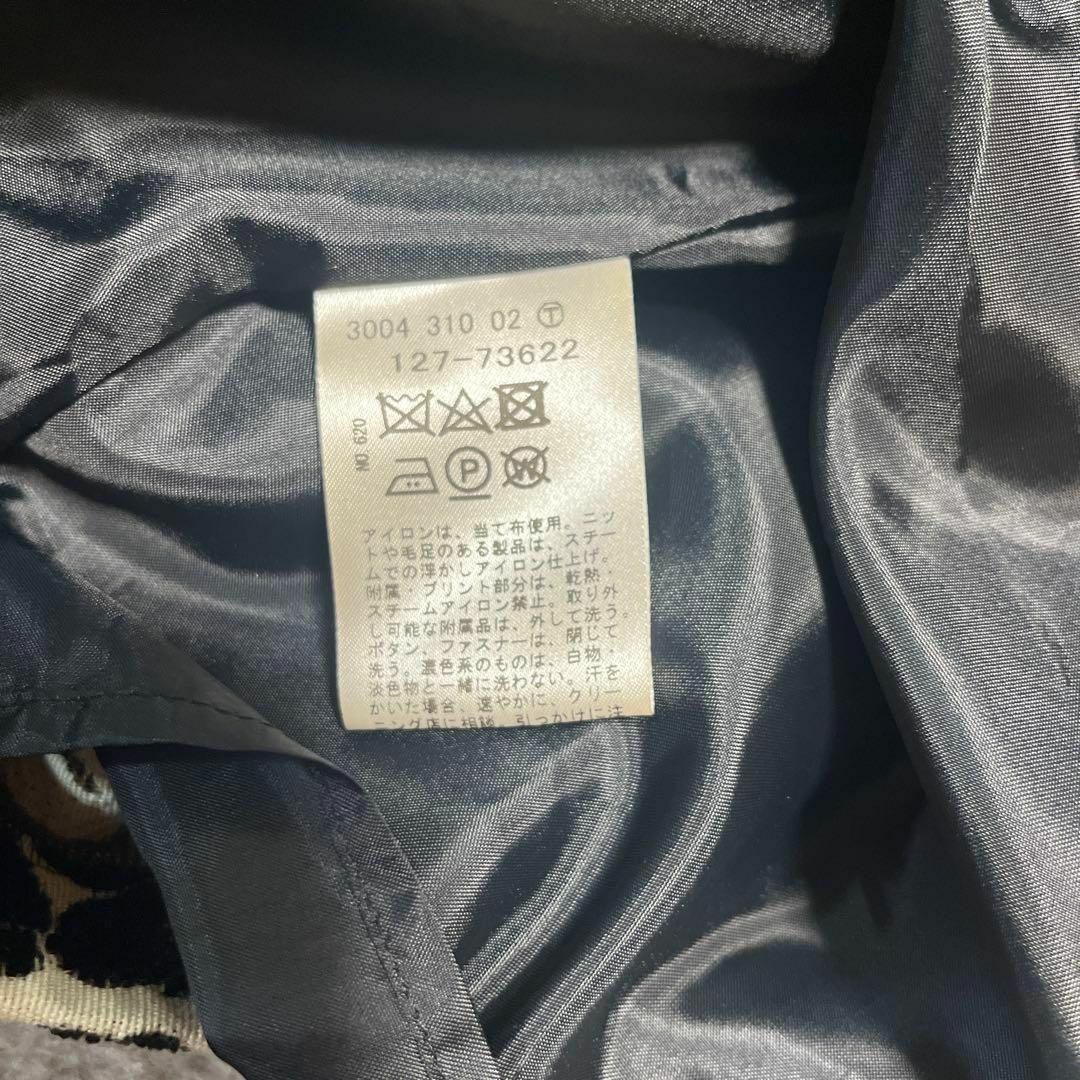 3004 310 02 Ⓣ
127-73622
NO 620
P
W
アイロンは、当て布使用。ニッ
トや毛足のある製品は、スチー
ムでの浮かしアイロン仕上げ。
附属・プリント部分は、乾熱・
スチームアイロン禁止。取り外
し可能な附属品は、外して洗う。
ボタン、ファスナーは、閉じて
洗う。濃色系のものは、白物・
淡色物と一緒に洗わない。汗を
かいた場合、速やかに、クリー
ニング店に相談。引っかけに注